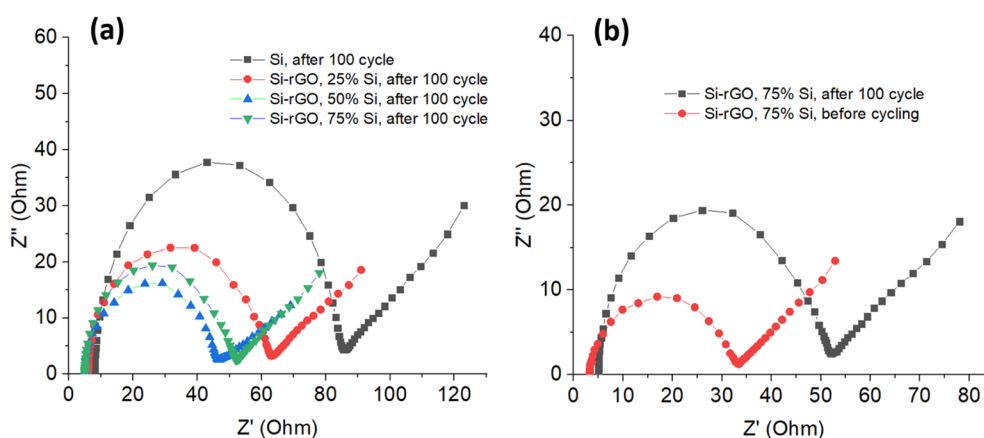 (a)
60
50
40
30
20
10
0
Z'' (Ohm)
0 20 40 60 80 100 120
Z' (Ohm)
Si, after 100 cycle
Si-rGO, 25% Si, after 100 cycle
Si-rGO, 50% Si, after 100 cycle
Si-rGO, 75% Si, after 100 cycle
(b)
40
30
20
10
0
Z'' (Ohm)
0 10 20 30 40 50 60 70 80
Z' (Ohm)
Si-rGO, 75% Si, after 100 cycle
Si-rGO, 75% Si, before cycling